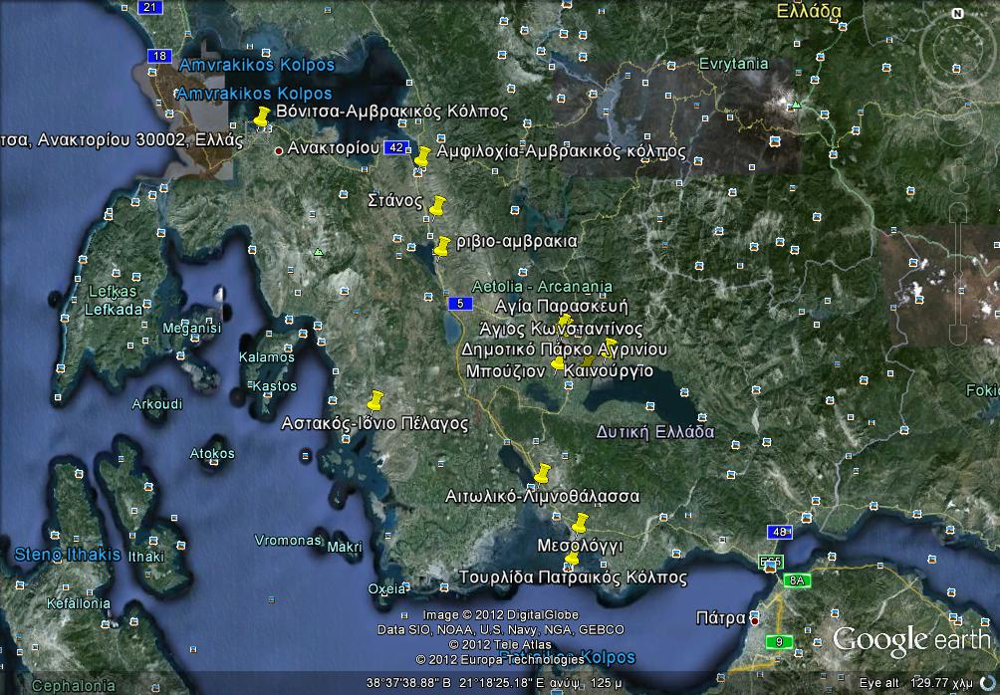 21
Ελλάδα
N
18
Amvrakikos Kolpos
Evrytania
Amvrakikos Kolpos
Βόνιτσα-Αμβρακικός Κόλπος
τσα, Ανακτορίου 30002, Ελλάς
Ανακτορίου
42
Αμφιλοχία-Αμβρακικός κόλπος
Στάνος
ριβιο-αμβρακια
Aetolia - Arcanania
Lefkas
Lefkada
5
Αγία Παρασκευή
Meganisi
Άγιος Κωνσταντίνος
Kalamos
Δημοτικό Πάρκο Αγρινίου
Μπούζιον
Καινούργιο
Kastos
Arkoudi
Fokio
Αστακός-Ιόνιο Πέλαγος
Δυτική Ελλάδα
Atokos
Αιτωλικό-Λιμνοθάλασσα
Vromonas
Makri
Μεσολόγγι
48
Steno Ithakis
Ithaki
E55
Τουρλίδα Πατραικός Κόλπος
8A
Oxeia
Kefallonia
Image © 2012 DigitalGlobe
Πάτρα
Data SIO, NOAA, U.S. Navy, NGA, GEBCO
© 2012 Tele Atlas
9
Google earth
© 2012 Europa Technologies
Kolpos
Cephalonia
38°37'38.88" Β 21°18'25.18" Ε ανύψ. 125 μ
Eye alt 129.77 χλμ